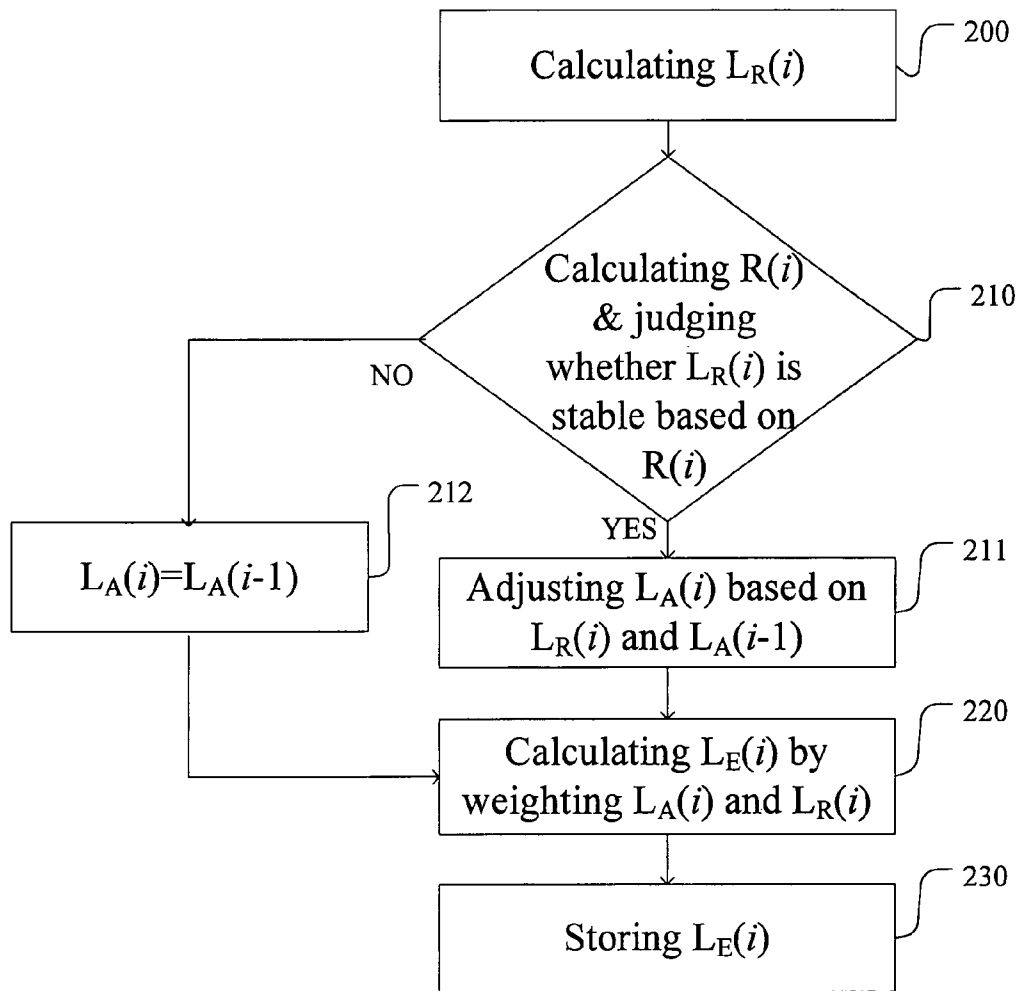 200
Calculating L_R(i)
Calculating R(i)
& judging
whether L_R(i) is
stable based on
R(i)
210
NO
YES
212
L_A(i)=L_A(i-1)
211
Adjusting L_A(i) based on
L_R(i) and L_A(i-1)
220
Calculating L_E(i) by
weighting L_A(i) and L_R(i)
230
Storing L_E(i)